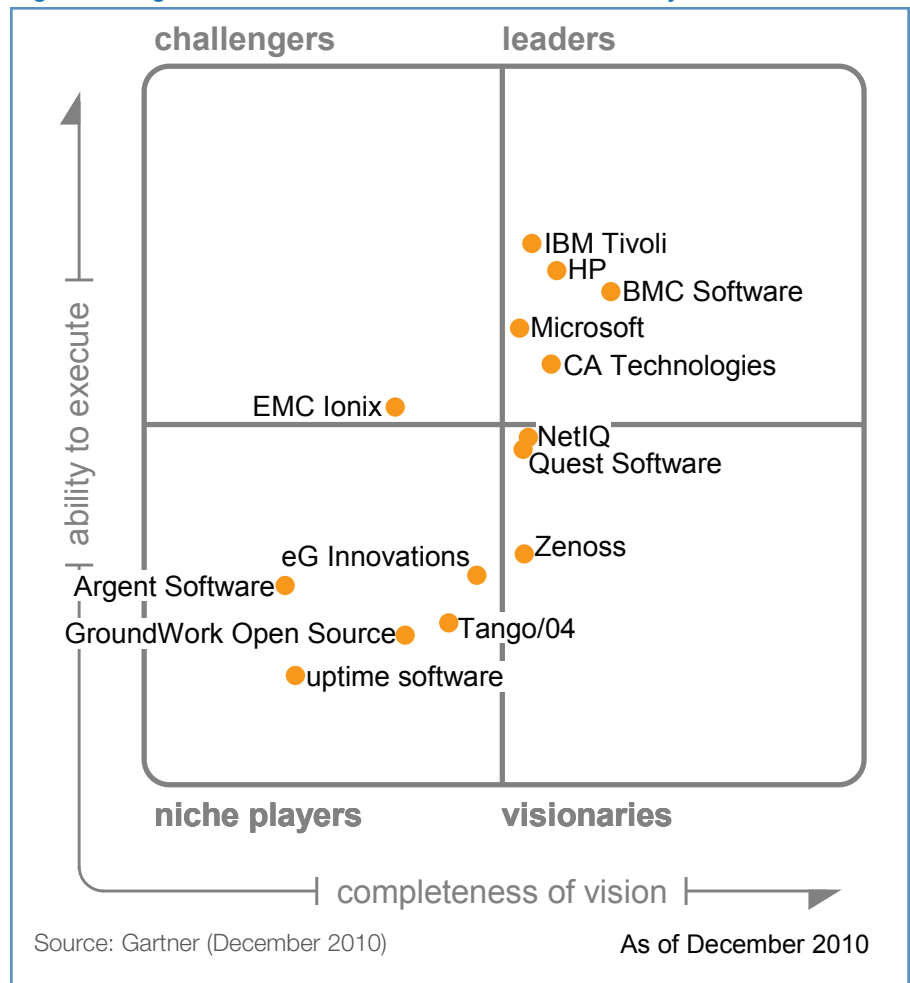 challengers
leaders
IBM Tivoli
HP
BMC Software
Microsoft
CA Technologies
EMC Ionix
NetIQ
Quest Software
Zenoss
eG Innovations
Argent Software
Tango/04
GroundWork Open Source
uptime software
ability to execute
niche players
visionaries
completeness of vision
Source: Gartner (December 2010)
As of December 2010